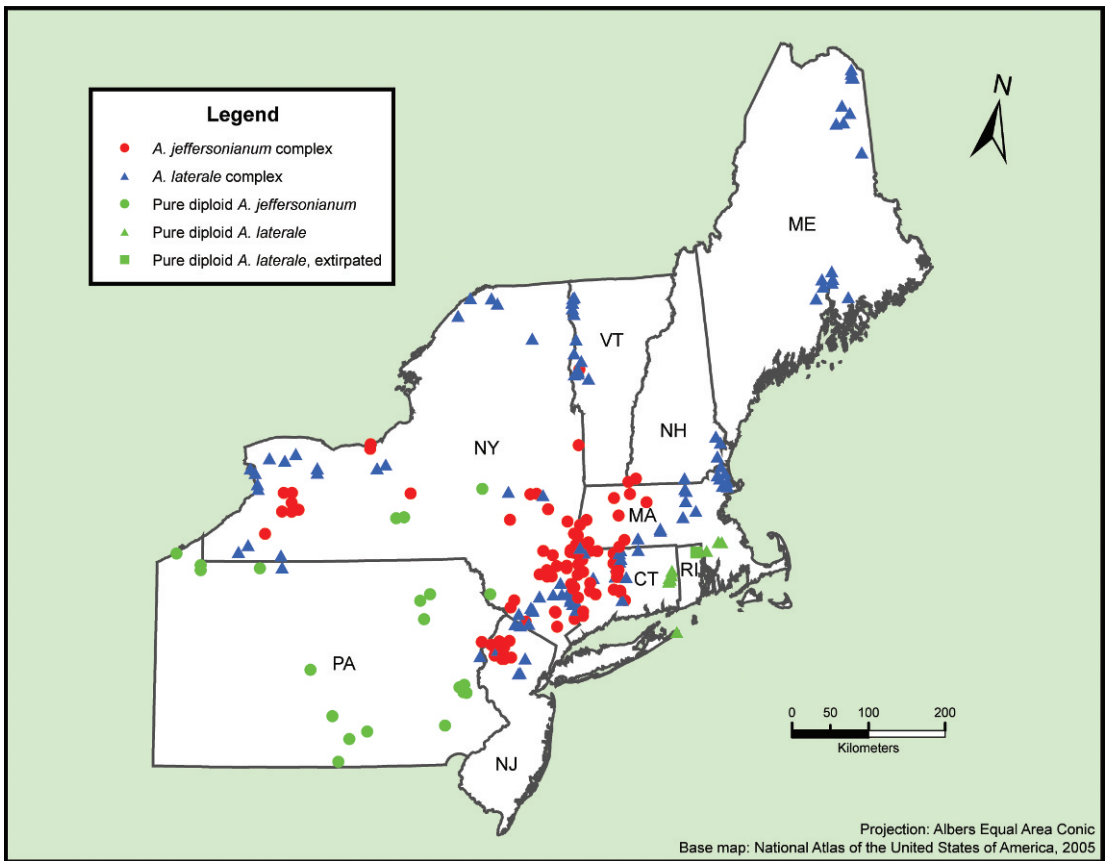 Legend
A. jeffersonianum complex
A. laterale complex
Pure diploid A. jeffersonianum
Pure diploid A. laterale
Pure diploid A. laterale, extirpated
N
ME
VT
NH
NY
MA
CT
RI
PA
NJ
0 50 100 200
Kilometers
Projection: Albers Equal Area Conic
Base map: National Atlas of the United States of America, 2005